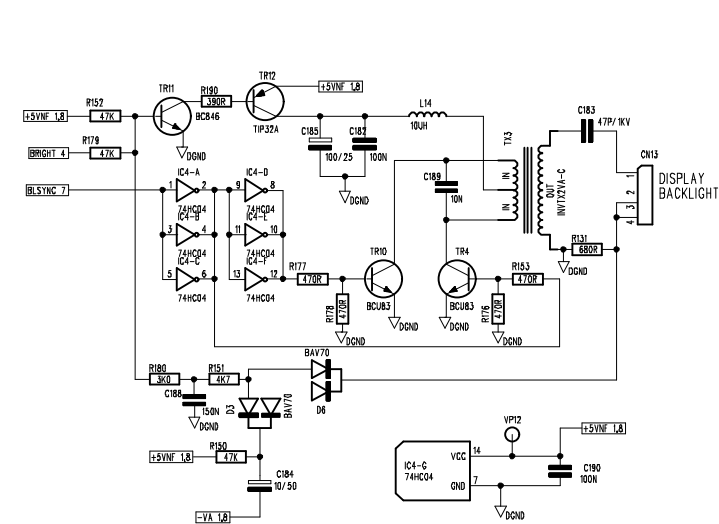 TR12
TR11
R190
+5VNF 1,8
390R
R152
L14
C183
+5VNF 1,8
47K
BC846
TIP32A
C185
C182
10UH
47P/1KV
R179
TX3
CN13
BRIGHT 4
47K
DGND
100/25
100N
IC4-A
IC4-D
IN
OUT
INVTX2VA-C
1
DISPLAY
BACKLIGHT
BLSYNC 7
1
2
9
8
DGND
C189
10N
2
74HC04
74HC04
IN
3
IC4-B
IC4-E
4
3
4
11
10
R131
74HC04
74HC04
680R
IC4-C
IC4-F
TR10
TR4
DGND
5
6
13
12
R177
R153
470R
470R
74HC04
74HC04
BCU83
BCU83
R178
470R
R176
470R
DGND
DGND
DGND
DGND
BAV70
R180
R151
3K0
4K7
C188
150N
D3
BAV70
D6
DGND
VP12
+5VNF 1,8
R150
14
+5VNF 1,8
47K
VCC
IC4-G
74HC04
C184
10/50
C190
100N
7
GND
-VA 1,8
DGND